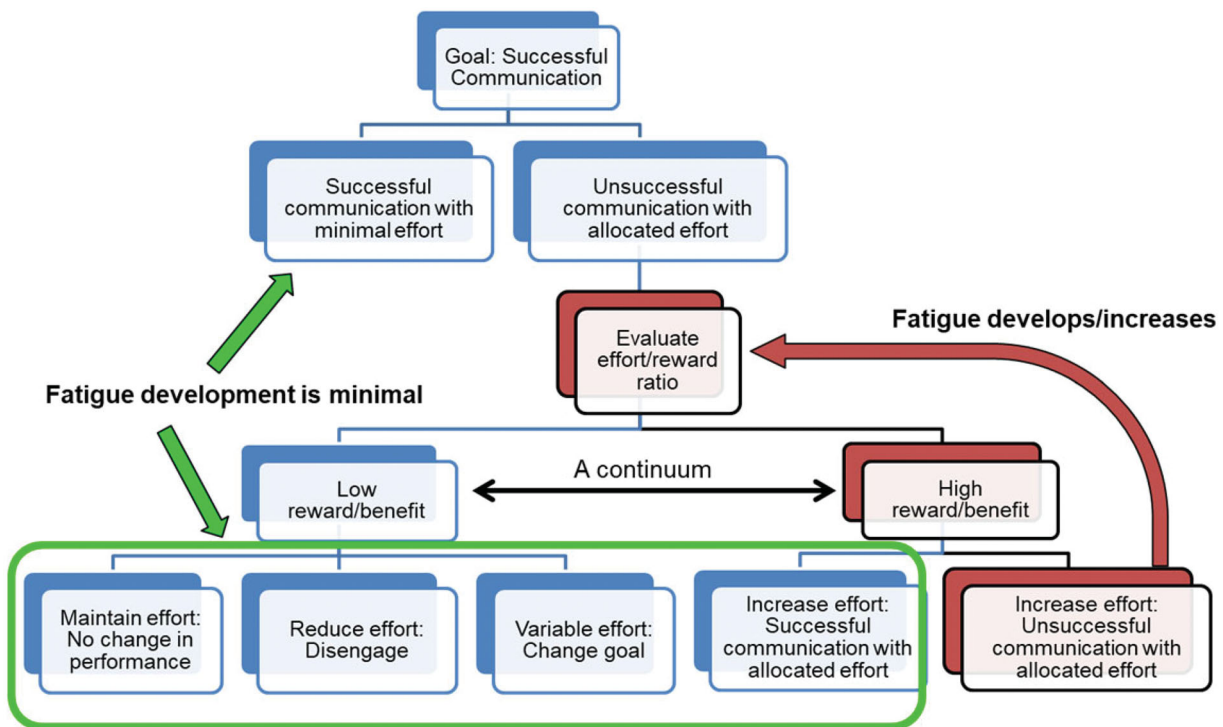 Goal: Successful
Communication
Successful
communication with
minimal effort
Unsuccessful
communication with
allocated effort
Evaluate
effort/reward
ratio
Fatigue develops/increases
Fatigue development is minimal
Low
reward/benefit
A continuum
High
reward/benefit
Maintain effort:
No change in
performance
Reduce effort:
Disengage
Variable effort:
Change goal
Increase effort:
Successful
communication with
allocated effort
Increase effort:
Unsuccessful
communication with
allocated effort